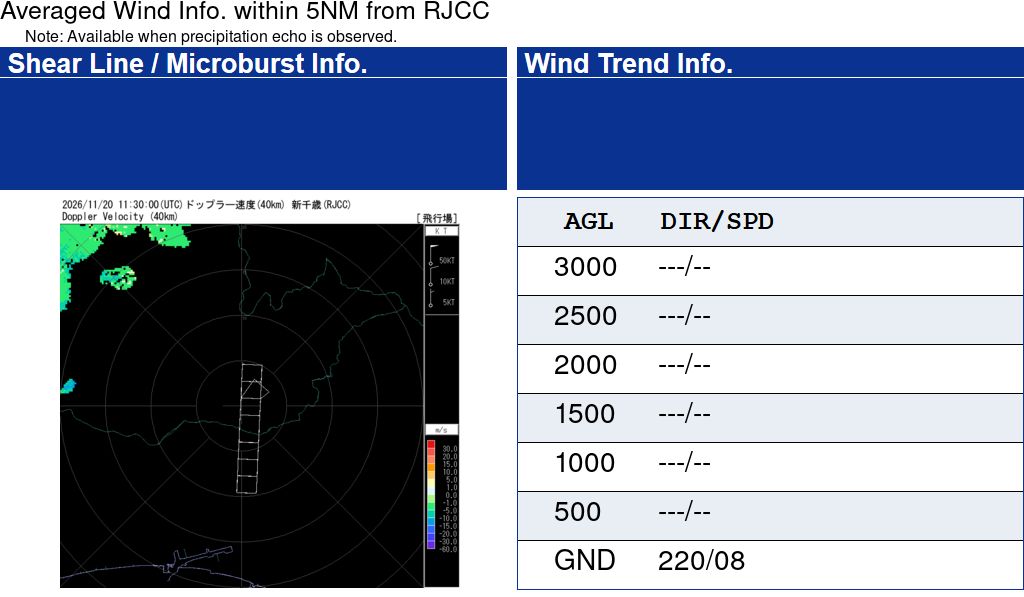 Averaged Wind Info. within 5NM from RJCC
Note: Available when precipitation echo is observed.
Shear Line / Microburst Info.
Wind Trend Info.
2026/11/20 11:30:00(UTC) ドップラー速度(40km) 新千歳(RJCC)
Doppler Velocity (40km)
[飛行場]
KT
50KT
10KT
5KT
m/s
30.0
20.0
15.0
10.0
5.0
1.0
0.0
-1.0
-5.0
-10.0
-15.0
-20.0
-30.0
-60.0
AGL DIR/SPD
3000 ---/--
2500 ---/--
2000 ---/--
1500 ---/--
1000 ---/--
500 ---/--
GND 220/08